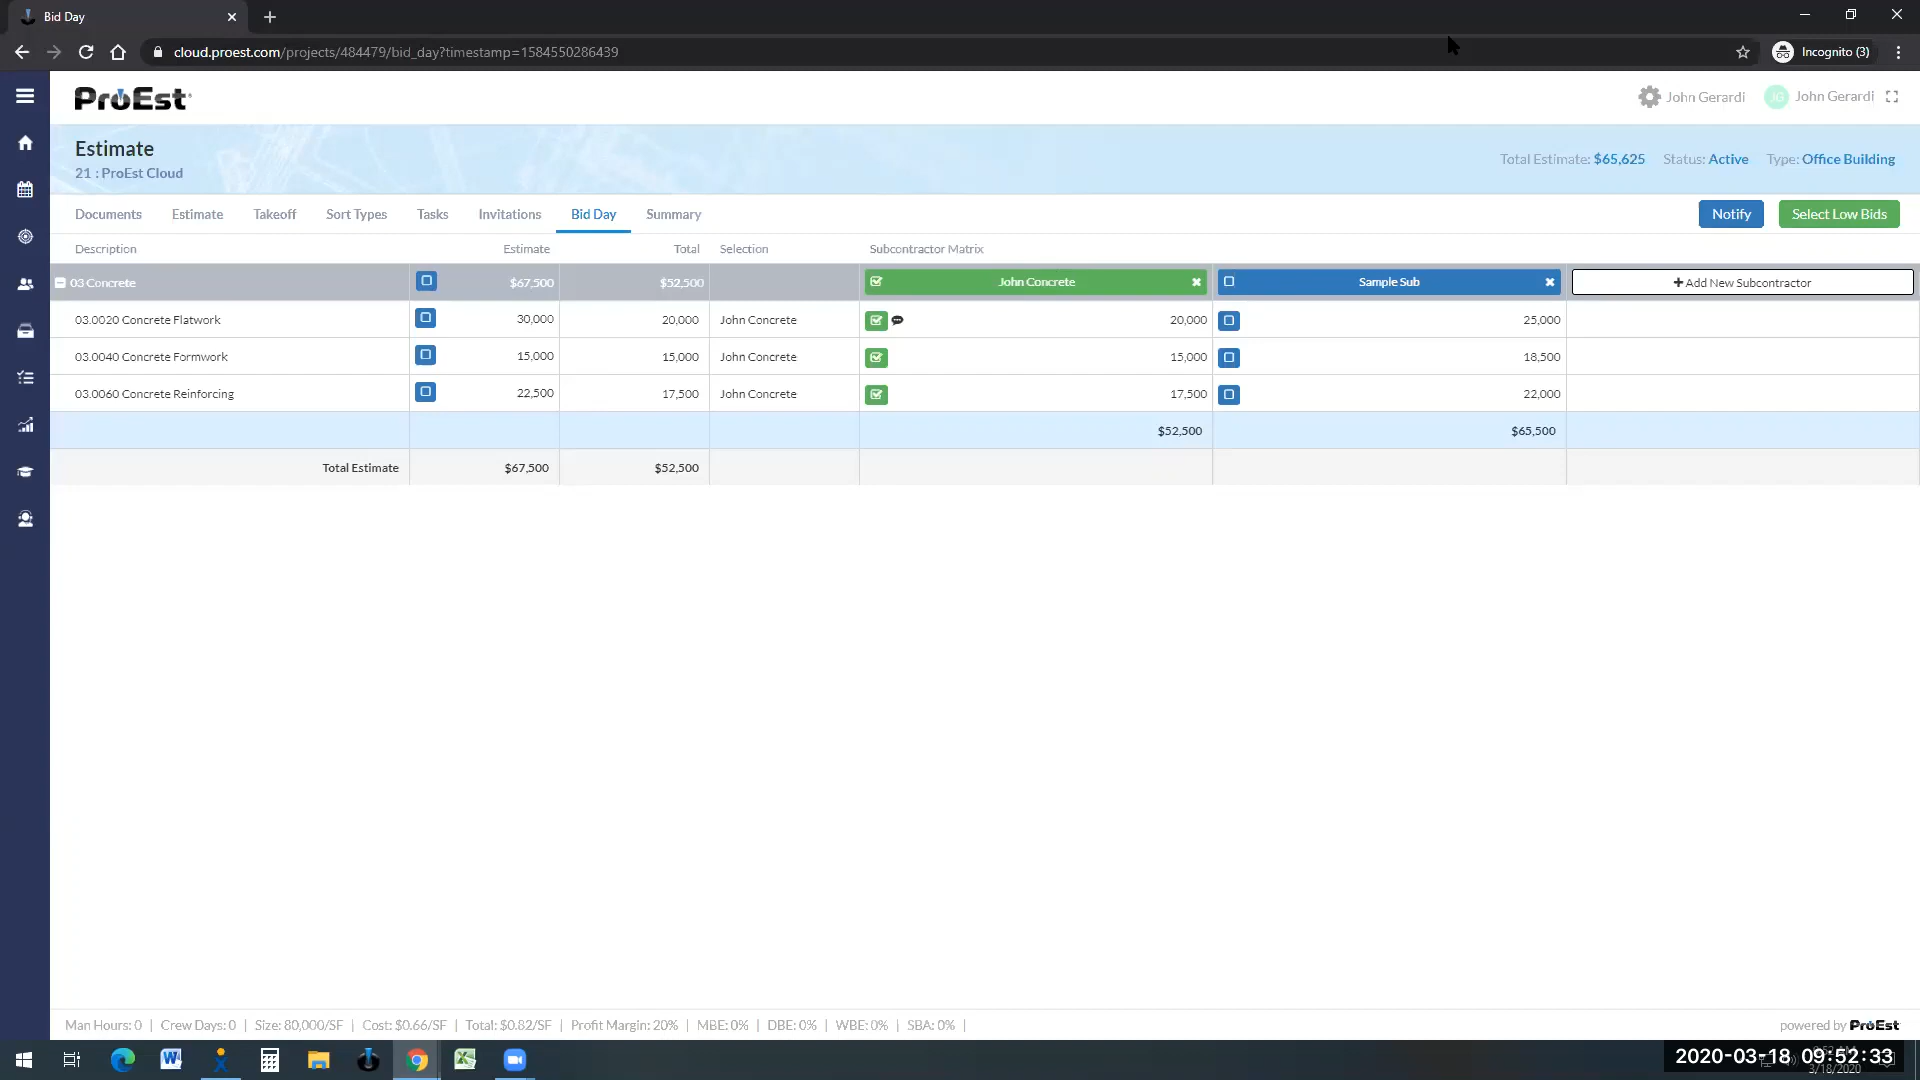 Bid Day
cloud.proest.com/projects/484479/bid_day?timestamp=1584550286439
Incognito (3)
ProEst
John Gerardi
JG
John Gerardi
Estimate
21 : ProEst Cloud
Total Estimate: $65,625 Status: Active Type: Office Building
Documents Estimate Takeoff Sort Types Tasks Invitations Bid Day Summary
Notify Select Low Bids
Description Estimate Total Selection Subcontractor Matrix
03 Concrete $67,500 $52,500 John Concrete Sample Sub Add New Subcontractor
03.0020 Concrete Flatwork 30,000 20,000 John Concrete 20,000 25,000
03.0040 Concrete Formwork 15,000 15,000 John Concrete 15,000 18,500
03.0060 Concrete Reinforcing 22,500 17,500 John Concrete 17,500 22,000
$52,500 $65,500
Total Estimate $67,500 $52,500
Man Hours: 0 | Crew Days: 0 | Size: 80,000/SF | Cost: $0.66/SF | Total: $0.82/SF | Profit Margin: 20% | MBE: 0% | DBE: 0% | WBE: 0% | SBA: 0% |
powered by ProEst
2020-03-18 09:52:33
3/18/2020